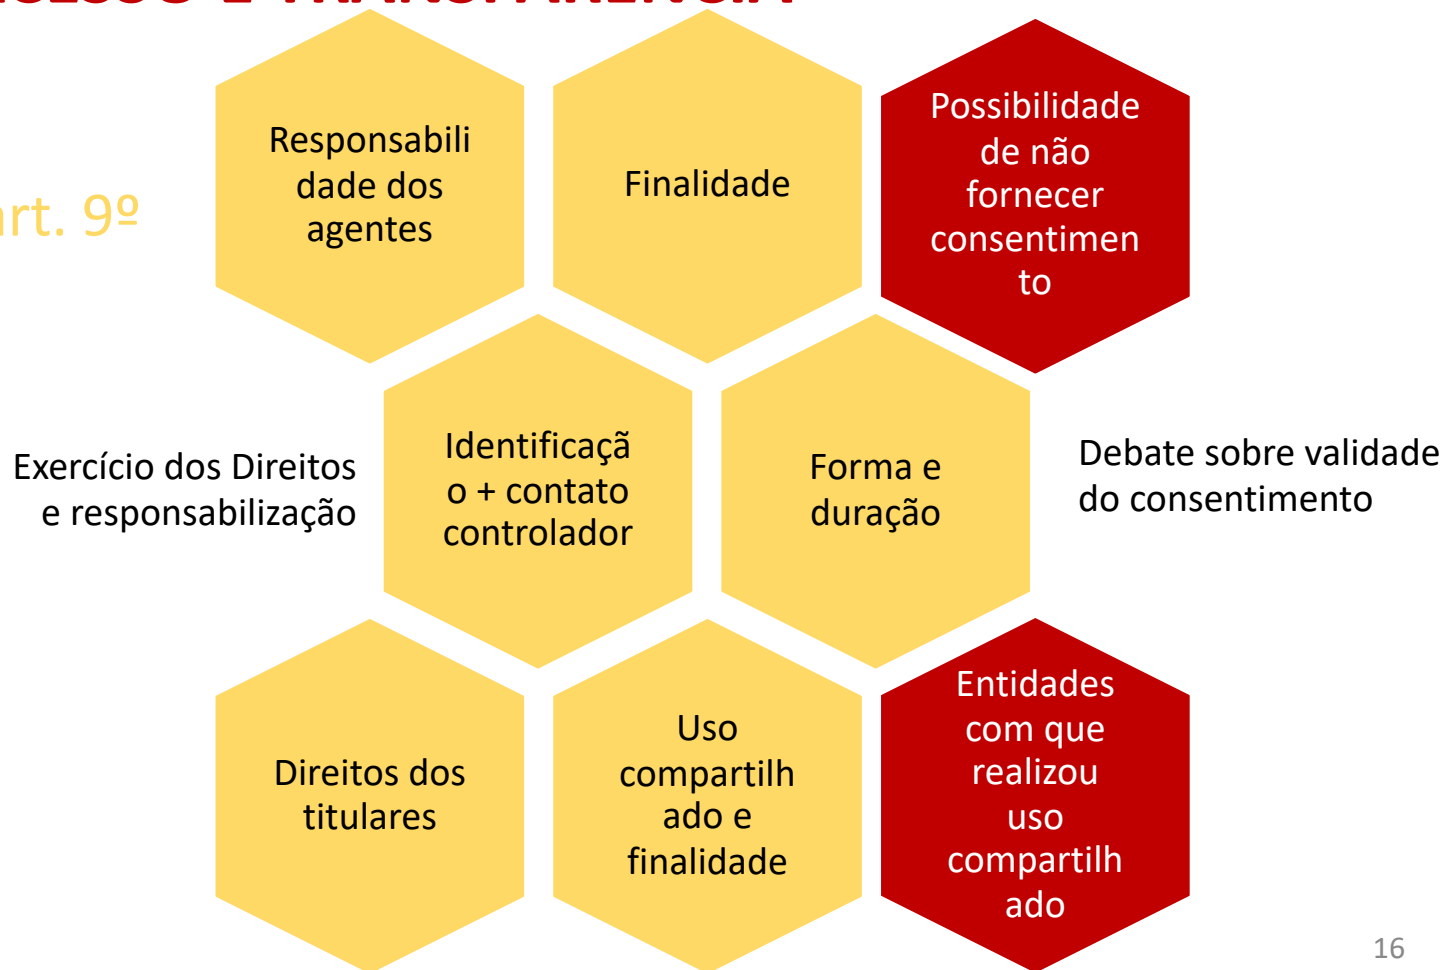 E TRANSPARÊNCIA
art. 9º
Responsabili
dade dos
agentes
Finalidade
Possibilidade
de não
fornecer
consentimen
to
Exercício dos Direitos
e responsabilização
Identificaçã
o + contato
controlador
Forma e
duração
Debate sobre validade
do consentimento
Direitos dos
titulares
Uso
compartilh
ado e
finalidade
Entidades
com que
realizou
uso
compartilh
ado
16